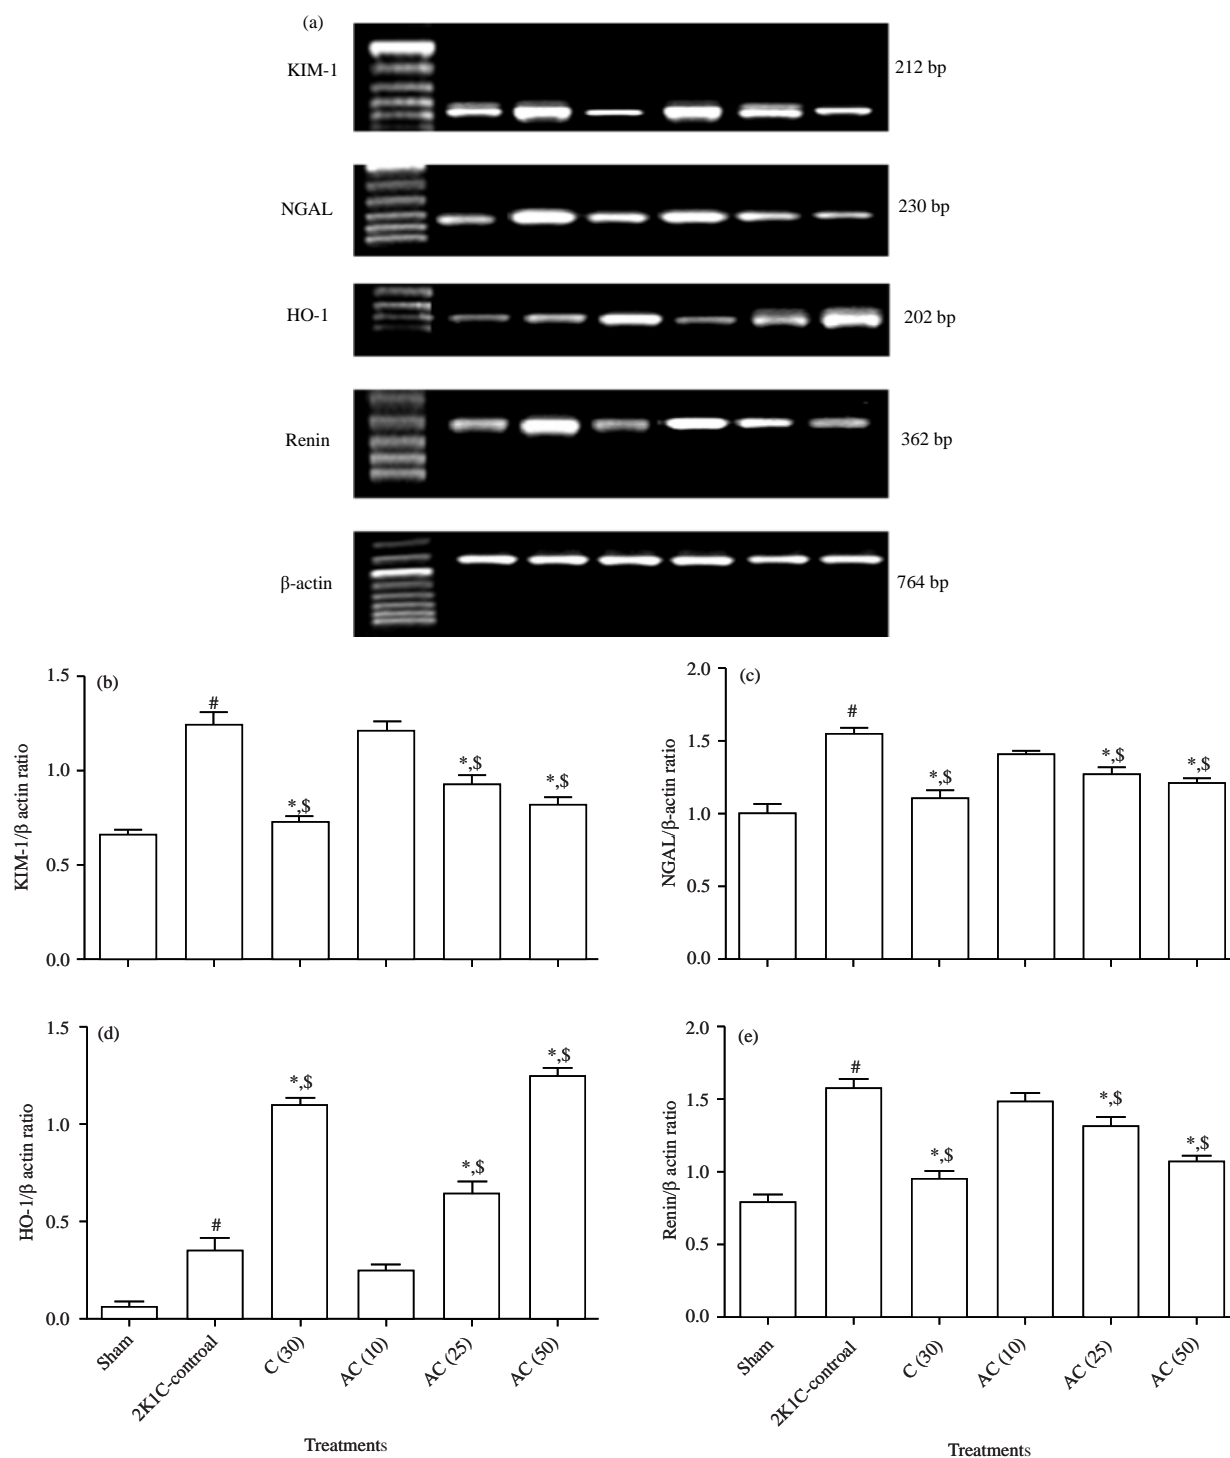 (a)
KIM-1
212 bp
NGAL
230 bp
HO-1
202 bp
Renin
362 bp
β-actin
764 bp
(b)
KIM-1/β actin ratio
1.5
1.0
0.5
0.0
#
*,$
*,$
*,$
(c)
NGAL/β-actin ratio
2.0
1.5
1.0
0.5
0.0
#
*,$
*,$
*,$
(d)
HO-1/β actin ratio
1.5
1.0
0.5
0.0
#
*,$
*,$
*,$
Sham
2K1C-controal
C (30)
AC (10)
AC (25)
AC (50)
Treatments
(e)
Renin/β actin ratio
2.0
1.5
1.0
0.5
0.0
#
*,$
*,$
*,$
Sham
2K1C-controal
C (30)
AC (10)
AC (25)
AC (50)
Treatments